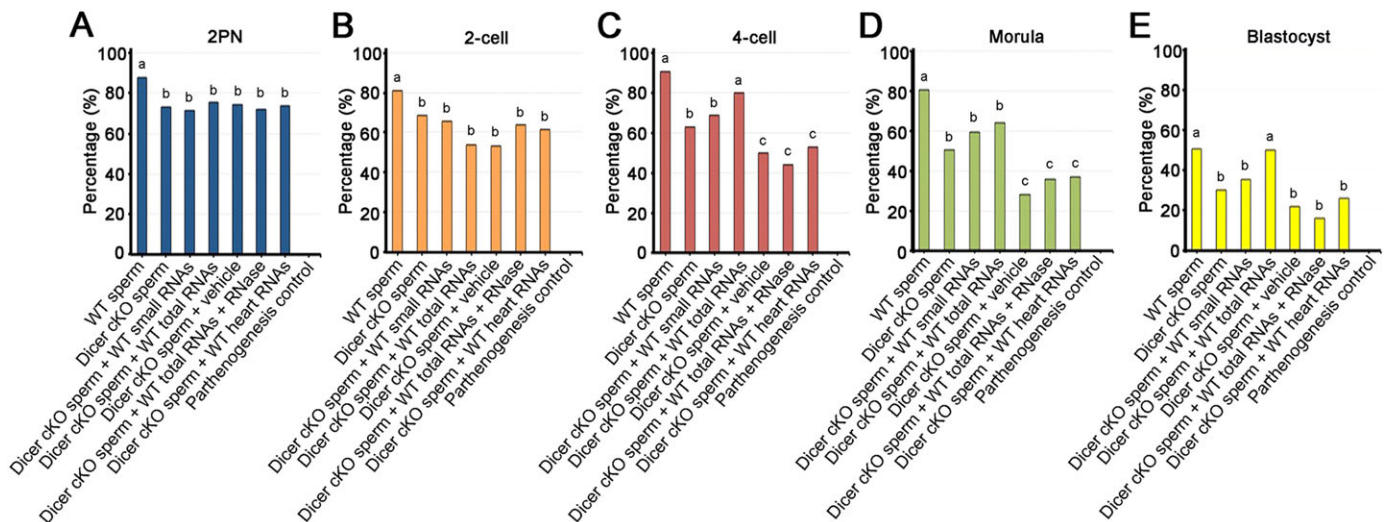 A
2PN
Percentage (%)
100
80
60
40
20
0
a b b b b b b
WT sperm
Dicer cKO sperm
Dicer cKO sperm + WT small RNAs
Dicer cKO sperm + WT total RNAs
Dicer cKO sperm + vehicle
Dicer cKO sperm + WT total RNAs + RNase
Dicer cKO sperm + WT heart RNAs
Parthenogenesis control
B
2-cell
Percentage (%)
100
80
60
40
20
0
a b b b b b b
WT sperm
Dicer cKO sperm
Dicer cKO sperm + WT small RNAs
Dicer cKO sperm + WT total RNAs
Dicer cKO sperm + vehicle
Dicer cKO sperm + WT total RNAs + RNase
Dicer cKO sperm + WT heart RNAs
Parthenogenesis control
C
4-cell
Percentage (%)
100
80
60
40
20
0
a b b a c c c
WT sperm
Dicer cKO sperm
Dicer cKO sperm + WT small RNAs
Dicer cKO sperm + WT total RNAs
Dicer cKO sperm + vehicle
Dicer cKO sperm + WT total RNAs + RNase
Dicer cKO sperm + WT heart RNAs
Parthenogenesis control
D
Morula
Percentage (%)
100
80
60
40
20
0
a b b b c c c
WT sperm
Dicer cKO sperm
Dicer cKO sperm + WT small RNAs
Dicer cKO sperm + WT total RNAs
Dicer cKO sperm + vehicle
Dicer cKO sperm + WT total RNAs + RNase
Dicer cKO sperm + WT heart RNAs
Parthenogenesis control
E
Blastocyst
Percentage (%)
100
80
60
40
20
0
a b b a b b b
WT sperm
Dicer cKO sperm
Dicer cKO sperm + WT small RNAs
Dicer cKO sperm + WT total RNAs
Dicer cKO sperm + vehicle
Dicer cKO sperm + WT total RNAs + RNase
Dicer cKO sperm + WT heart RNAs
Parthenogenesis control